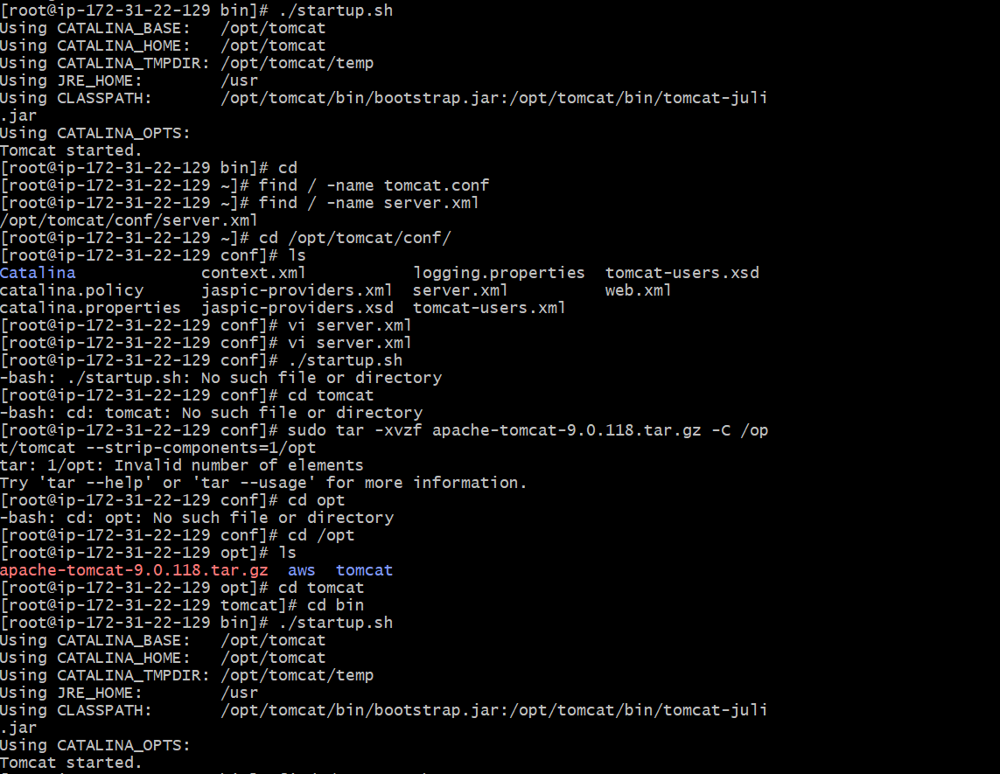 [root@ip-172-31-22-129 bin]# ./startup.sh
Using CATALINA_BASE:   /opt/tomcat
Using CATALINA_HOME:   /opt/tomcat
Using CATALINA_TMPDIR: /opt/tomcat/temp
Using JRE_HOME:        /usr
Using CLASSPATH:       /opt/tomcat/bin/bootstrap.jar:/opt/tomcat/bin/tomcat-juli
.jar
Using CATALINA_OPTS:
Tomcat started.
[root@ip-172-31-22-129 bin]# cd
[root@ip-172-31-22-129 ~]# find / -name tomcat.conf
[root@ip-172-31-22-129 ~]# find / -name server.xml
/opt/tomcat/conf/server.xml
[root@ip-172-31-22-129 ~]# cd /opt/tomcat/conf/
[root@ip-172-31-22-129 conf]# ls
Catalina             context.xml           logging.properties  tomcat-users.xsd
catalina.policy      jaspic-providers.xml  server.xml          web.xml
catalina.properties  jaspic-providers.xsd  tomcat-users.xml
[root@ip-172-31-22-129 conf]# vi server.xml
[root@ip-172-31-22-129 conf]# vi server.xml
[root@ip-172-31-22-129 conf]# ./startup.sh
-bash: ./startup.sh: No such file or directory
[root@ip-172-31-22-129 conf]# cd tomcat
-bash: cd: tomcat: No such file or directory
[root@ip-172-31-22-129 conf]# sudo tar -xvzf apache-tomcat-9.0.118.tar.gz -C /op
t/tomcat --strip-components=1/opt
tar: 1/opt: Invalid number of elements
Try 'tar --help' or 'tar --usage' for more information.
[root@ip-172-31-22-129 conf]# cd opt
-bash: cd: opt: No such file or directory
[root@ip-172-31-22-129 conf]# cd /opt
[root@ip-172-31-22-129 opt]# ls
apache-tomcat-9.0.118.tar.gz  aws  tomcat
[root@ip-172-31-22-129 opt]# cd tomcat
[root@ip-172-31-22-129 tomcat]# cd bin
[root@ip-172-31-22-129 bin]# ./startup.sh
Using CATALINA_BASE:   /opt/tomcat
Using CATALINA_HOME:   /opt/tomcat
Using CATALINA_TMPDIR: /opt/tomcat/temp
Using JRE_HOME:        /usr
Using CLASSPATH:       /opt/tomcat/bin/bootstrap.jar:/opt/tomcat/bin/tomcat-juli
.jar
Using CATALINA_OPTS:
Tomcat started.